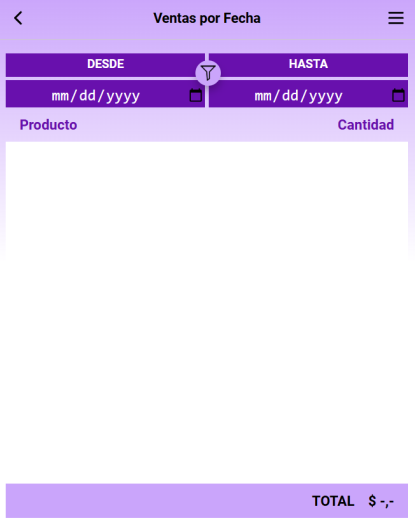 Ventas por Fecha
DESDE HASTA
mm/dd/yyyy mm/dd/yyyy
Producto Cantidad
TOTAL $ -,-